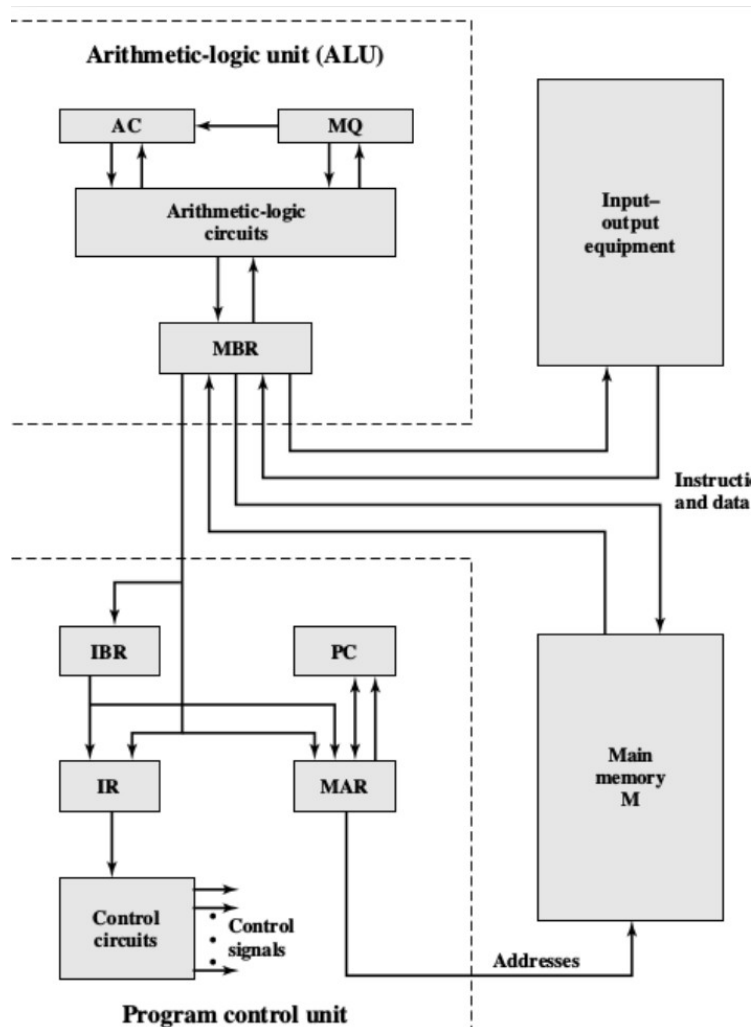 Arithmetic-logic unit (ALU)
AC
MQ
Arithmetic-logic
circuits
Input–
output
equipment
MBR
Instructi
and data
IBR
PC
IR
MAR
Main
memory
M
Control
circuits
Control
signals
Addresses
Program control unit